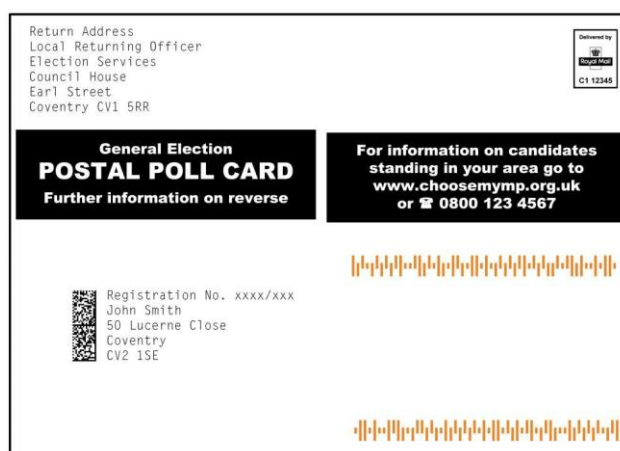 Return Address
Local Returning Officer
Election Services
Council House
Earl Street
Coventry CV1 5RR
Delivered by
Royal Mail
C1 12345
General Election
POSTAL POLL CARD
Further information on reverse
For information on candidates
standing in your area go to
www.choosemymp.org.uk
or ☎ 0800 123 4567
Registration No. xxxx/xxx
John Smith
50 Lucerne Close
Coventry
CV2 1SE